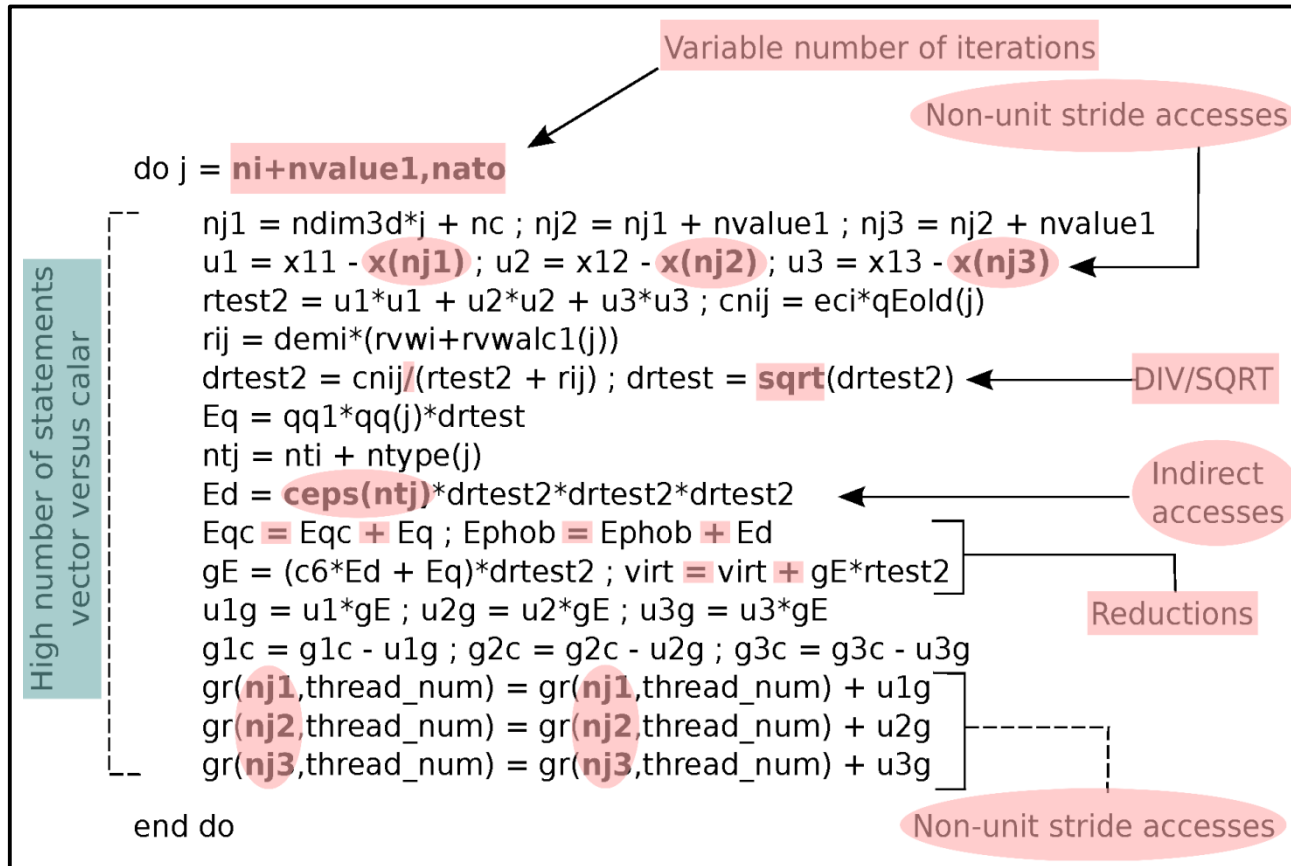 Variable number of iterations
Non-unit stride accesses
do j = ni+nvalue1,nato
nj1 = ndim3d*j + nc ; nj2 = nj1 + nvalue1 ; nj3 = nj2 + nvalue1
u1 = x11 - x(nj1) ; u2 = x12 - x(nj2) ; u3 = x13 - x(nj3)
rtest2 = u1*u1 + u2*u2 + u3*u3 ; cnij = eci*qEold(j)
rij = demi*(rvwi+rvwalc1(j))
drtest2 = cnij/(rtest2 + rij) ; drtest = sqrt(drtest2)
DIV/SQRT
Eq = qq1*qq(j)*drtest
ntj = nti + ntype(j)
Ed = ceps(ntj)*drtest2*drtest2*drtest2
Indirect
accesses
Eqc = Eqc + Eq ; Ephob = Ephob + Ed
gE = (c6*Ed + Eq)*drtest2 ; virt = virt + gE*rtest2
Reductions
u1g = u1*gE ; u2g = u2*gE ; u3g = u3*gE
g1c = g1c - u1g ; g2c = g2c - u2g ; g3c = g3c - u3g
gr(nj1,thread_num) = gr(nj1,thread_num) + u1g
gr(nj2,thread_num) = gr(nj2,thread_num) + u2g
gr(nj3,thread_num) = gr(nj3,thread_num) + u3g
Non-unit stride accesses
end do
High number of statements
vector versus calar